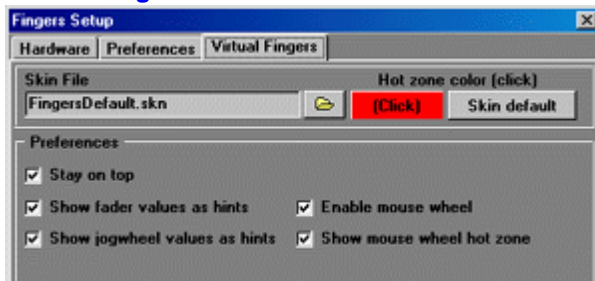 Fingers Setup
Hardware Preferences Virtual Fingers
Skin File Hot zone color (click)
FingersDefault.skn (Click) Skin default
Preferences
Stay on top
Show fader values as hints Enable mouse wheel
Show jogwheel values as hints Show mouse wheel hot zone